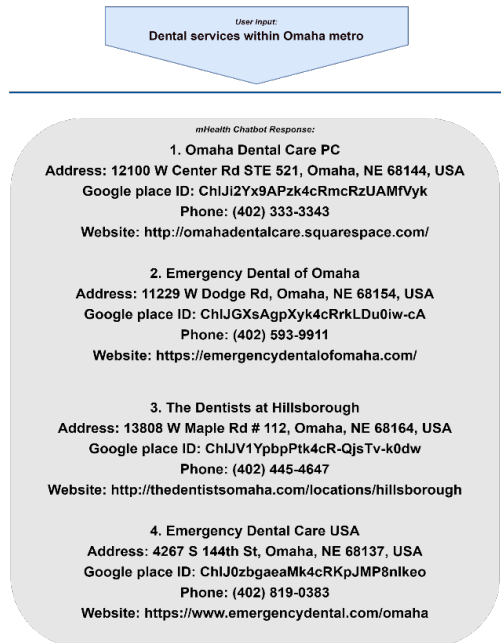 User Input:
Dental services within Omaha metro
mHealth Chatbot Response:
1. Omaha Dental Care PC
Address: 12100 W Center Rd STE 521, Omaha, NE 68144, USA
Google place ID: ChIJi2Yx9APzk4cRmcRzUAMfVyk
Phone: (402) 333-3343
Website: http://omahadentalcare.squarespace.com/
2. Emergency Dental of Omaha
Address: 11229 W Dodge Rd, Omaha, NE 68154, USA
Google place ID: ChIJGXsAgpXyk4cRrkLDu0iw-cA
Phone: (402) 593-9911
Website: https://emergencydentalofomaha.com/
3. The Dentists at Hillsborough
Address: 13808 W Maple Rd # 112, Omaha, NE 68164, USA
Google place ID: ChIJV1YpbpPtk4cR-QjsTv-k0dw
Phone: (402) 445-4647
Website: http://thedentistsomaha.com/locations/hillsborough
4. Emergency Dental Care USA
Address: 4267 S 144th St, Omaha, NE 68137, USA
Google place ID: ChIJ0zbgaeaMk4cRKpJMP8nIkeo
Phone: (402) 819-0383
Website: https://www.emergencydental.com/omaha